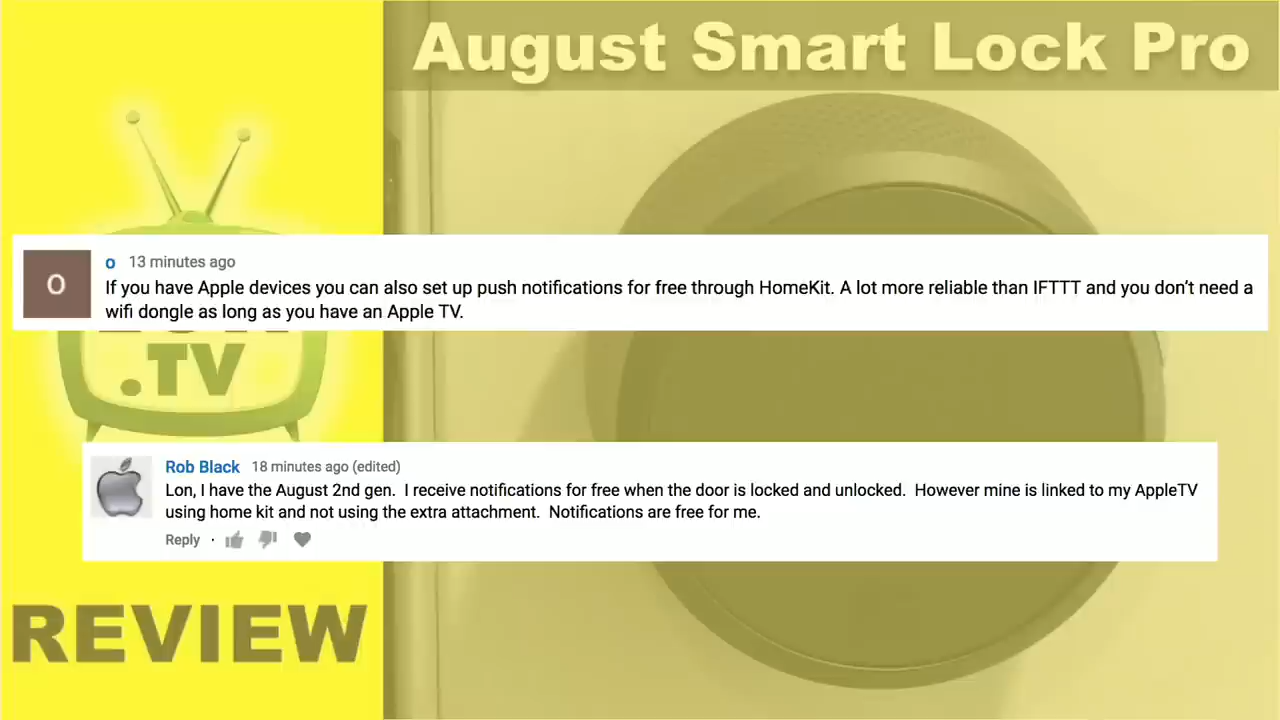 August Smart Lock Pro
O
o 13 minutes ago
If you have Apple devices you can also set up push notifications for free through HomeKit. A lot more reliable than IFTTT and you don't need a
wifi dongle as long as you have an Apple TV.
.TV
Rob Black 18 minutes ago (edited)
Lon, I have the August 2nd gen. I receive notifications for free when the door is locked and unlocked. However mine is linked to my AppleTV
using home kit and not using the extra attachment. Notifications are free for me.
Reply ·
REVIEW